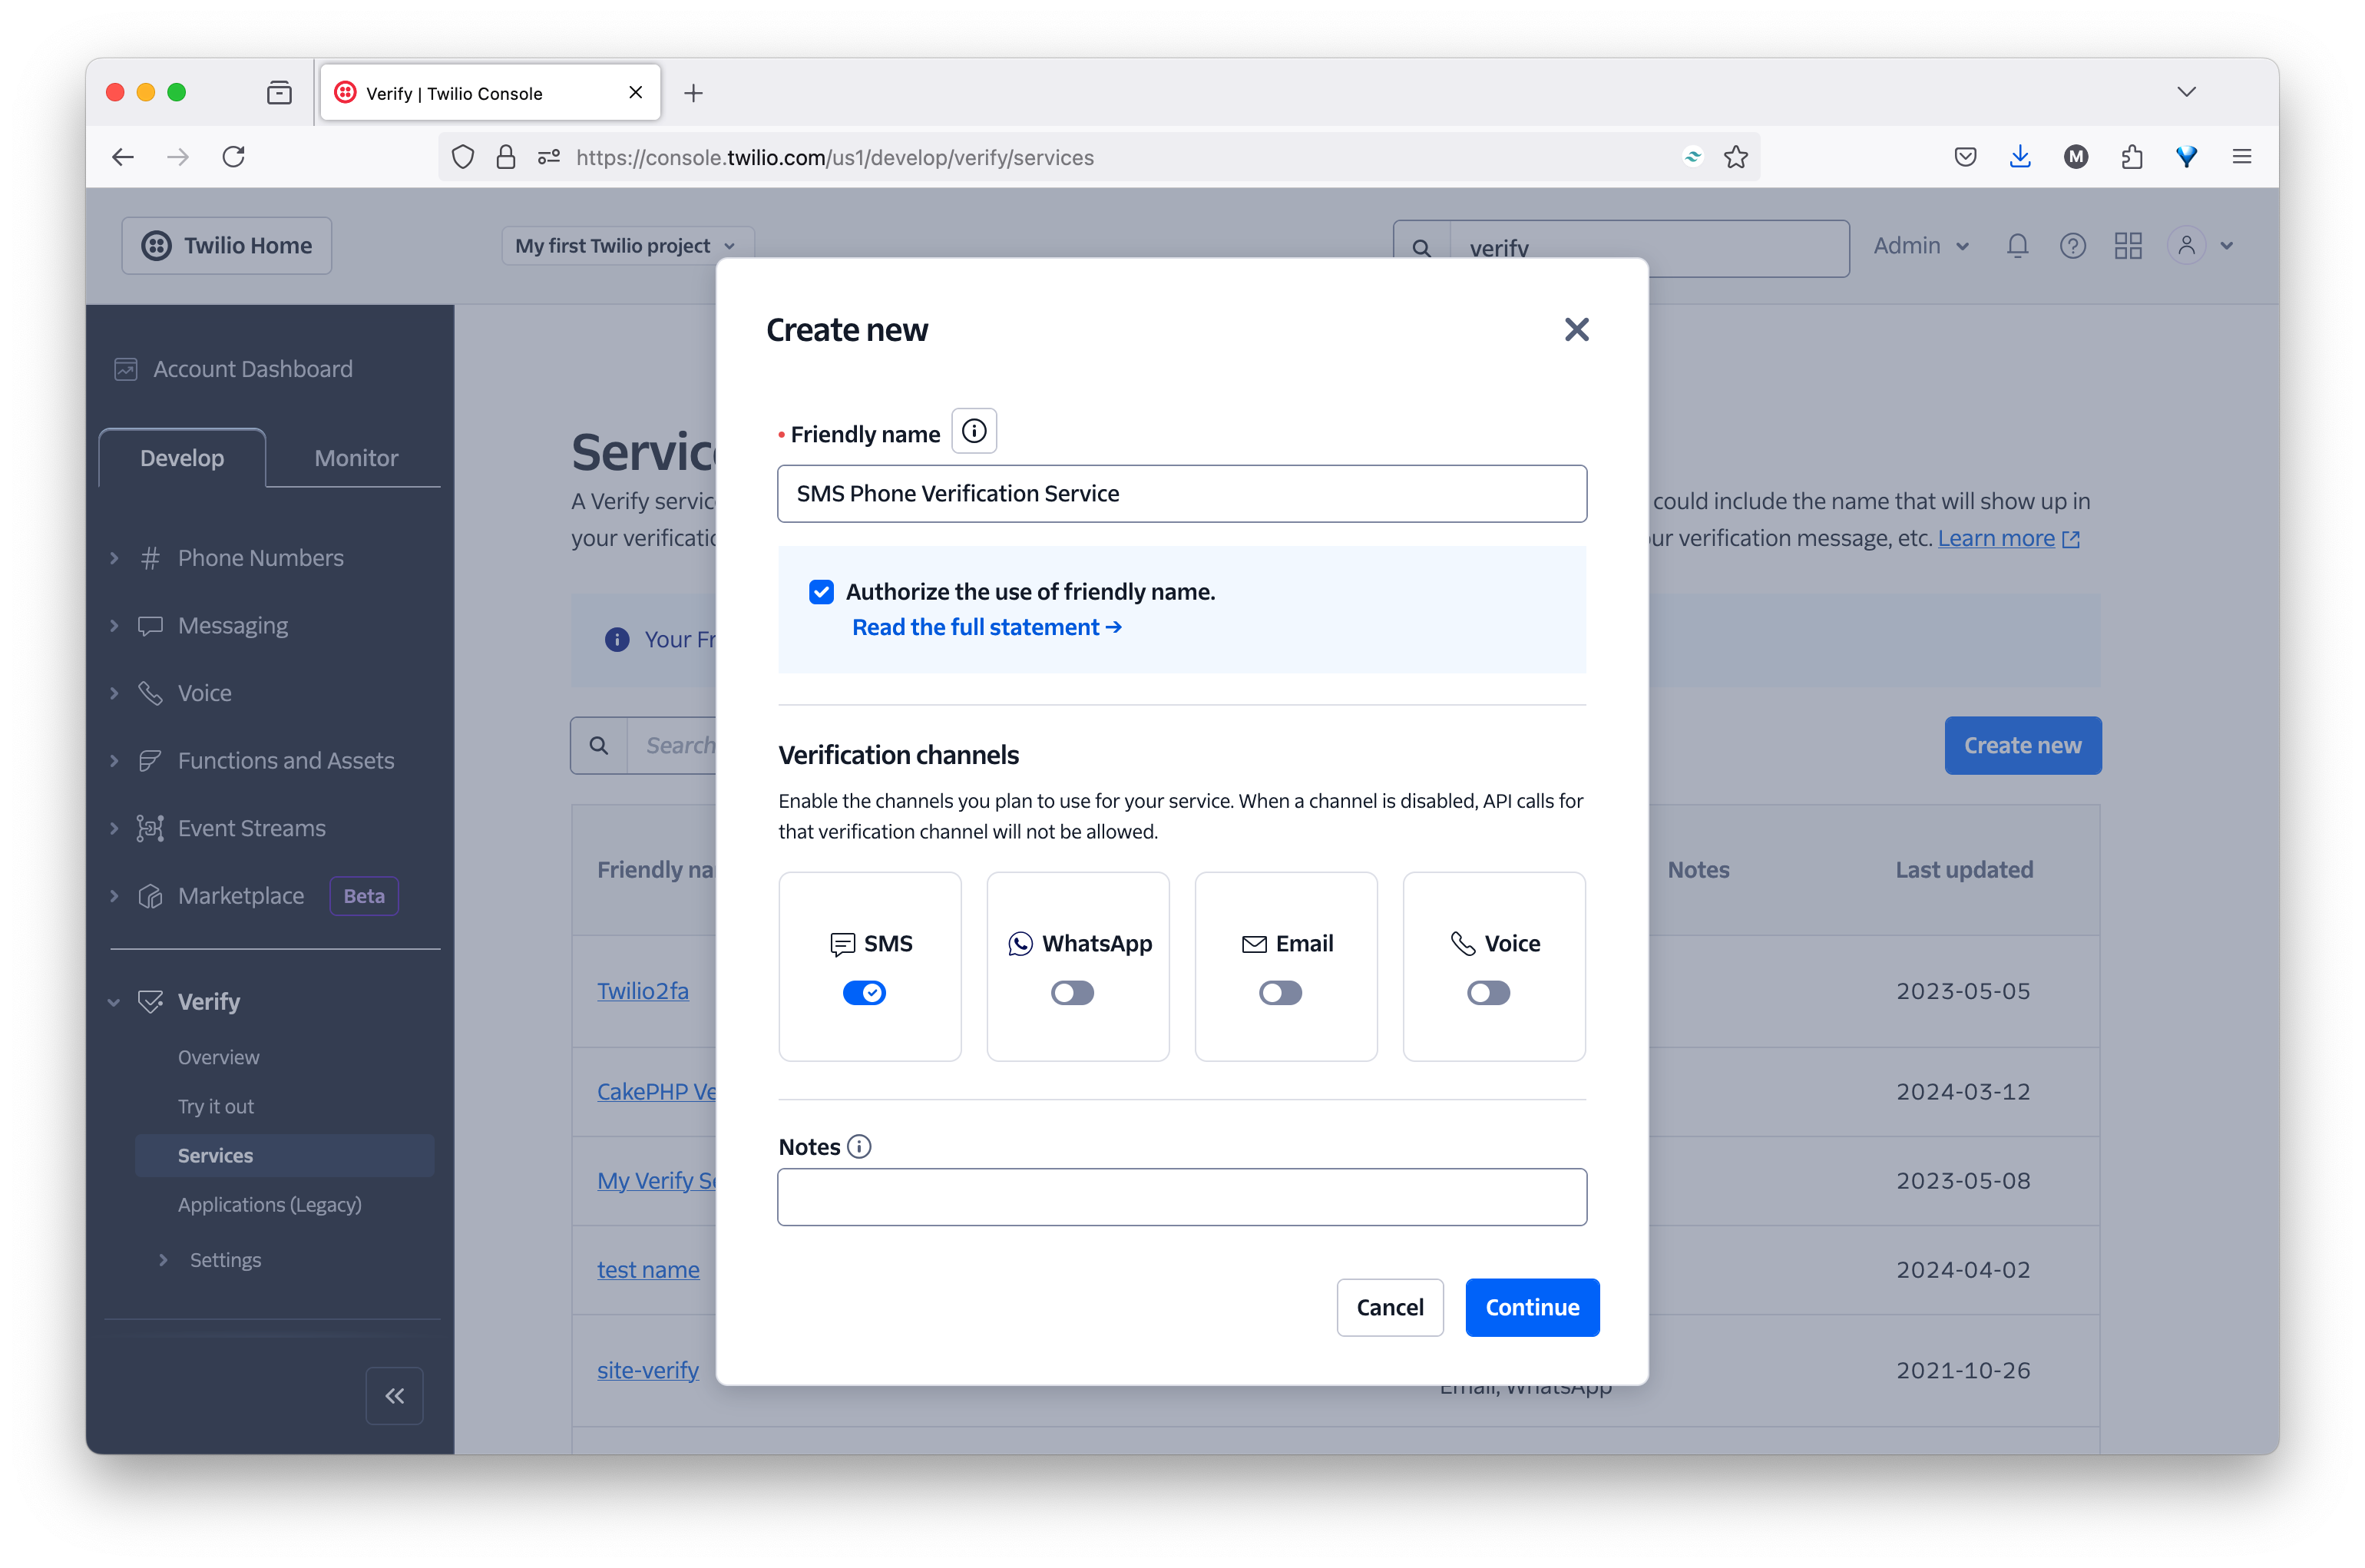 Verify | Twilio Console
https://console.twilio.com/us1/develop/verify/services
M
Twilio Home
My first Twilio project
verify
Admin
Account Dashboard
Develop
Monitor
Phone Numbers
Messaging
Voice
Functions and Assets
Event Streams
Marketplace Beta
Verify
Overview
Try it out
Services
Applications (Legacy)
Settings
A Verify could include the name that will show up in
your verification message, etc. Learn more
Your
Search
Create new
Friendly
Notes
Last updated
Twilio2fa
2023-05-05
CakePHP
2024-03-12
My Verify
2023-05-08
test name
2024-04-02
site-verify
Email, WhatsApp
2021-10-26
Create new
• Friendly name
SMS Phone Verification Service
Authorize the use of friendly name.
Read the full statement →
Verification channels
Enable the channels you plan to use for your service. When a channel is disabled, API calls for
that verification channel will not be allowed.
SMS
WhatsApp
Email
Voice
Notes
Cancel
Continue